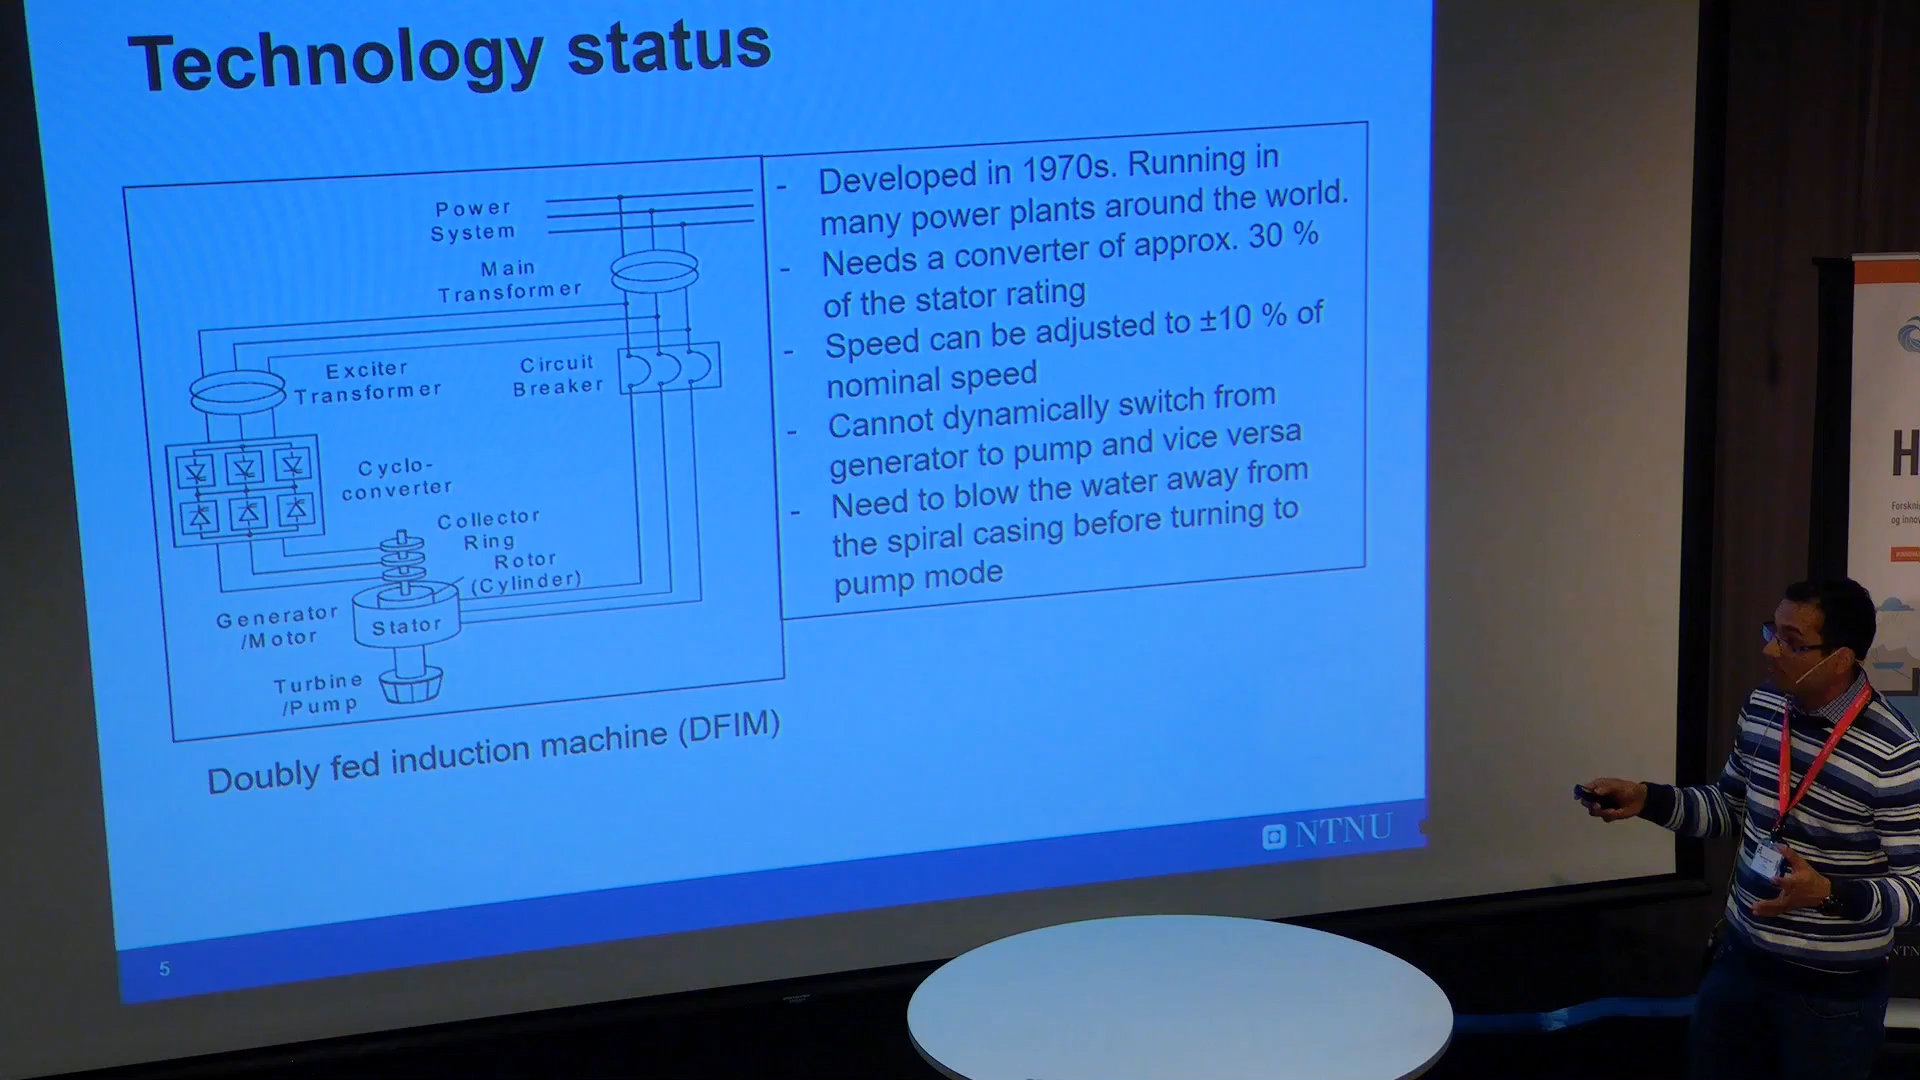 Technology status
Power
System
Main
Transformer
Exciter
Transformer
Circuit
Breaker
Cyclo-
converter
Collector
Ring
Rotor
(Cylinder)
Generator
/Motor
Stator
Turbine
/Pump
Doubly fed induction machine (DFIM)
- Developed in 1970s. Running in
many power plants around the world.
- Needs a converter of approx. 30 %
of the stator rating
- Speed can be adjusted to ±10 % of
nominal speed
- Cannot dynamically switch from
generator to pump and vice versa
- Need to blow the water away from
the spiral casing before turning to
pump mode
NTNU
5
H
Forskni
og innov